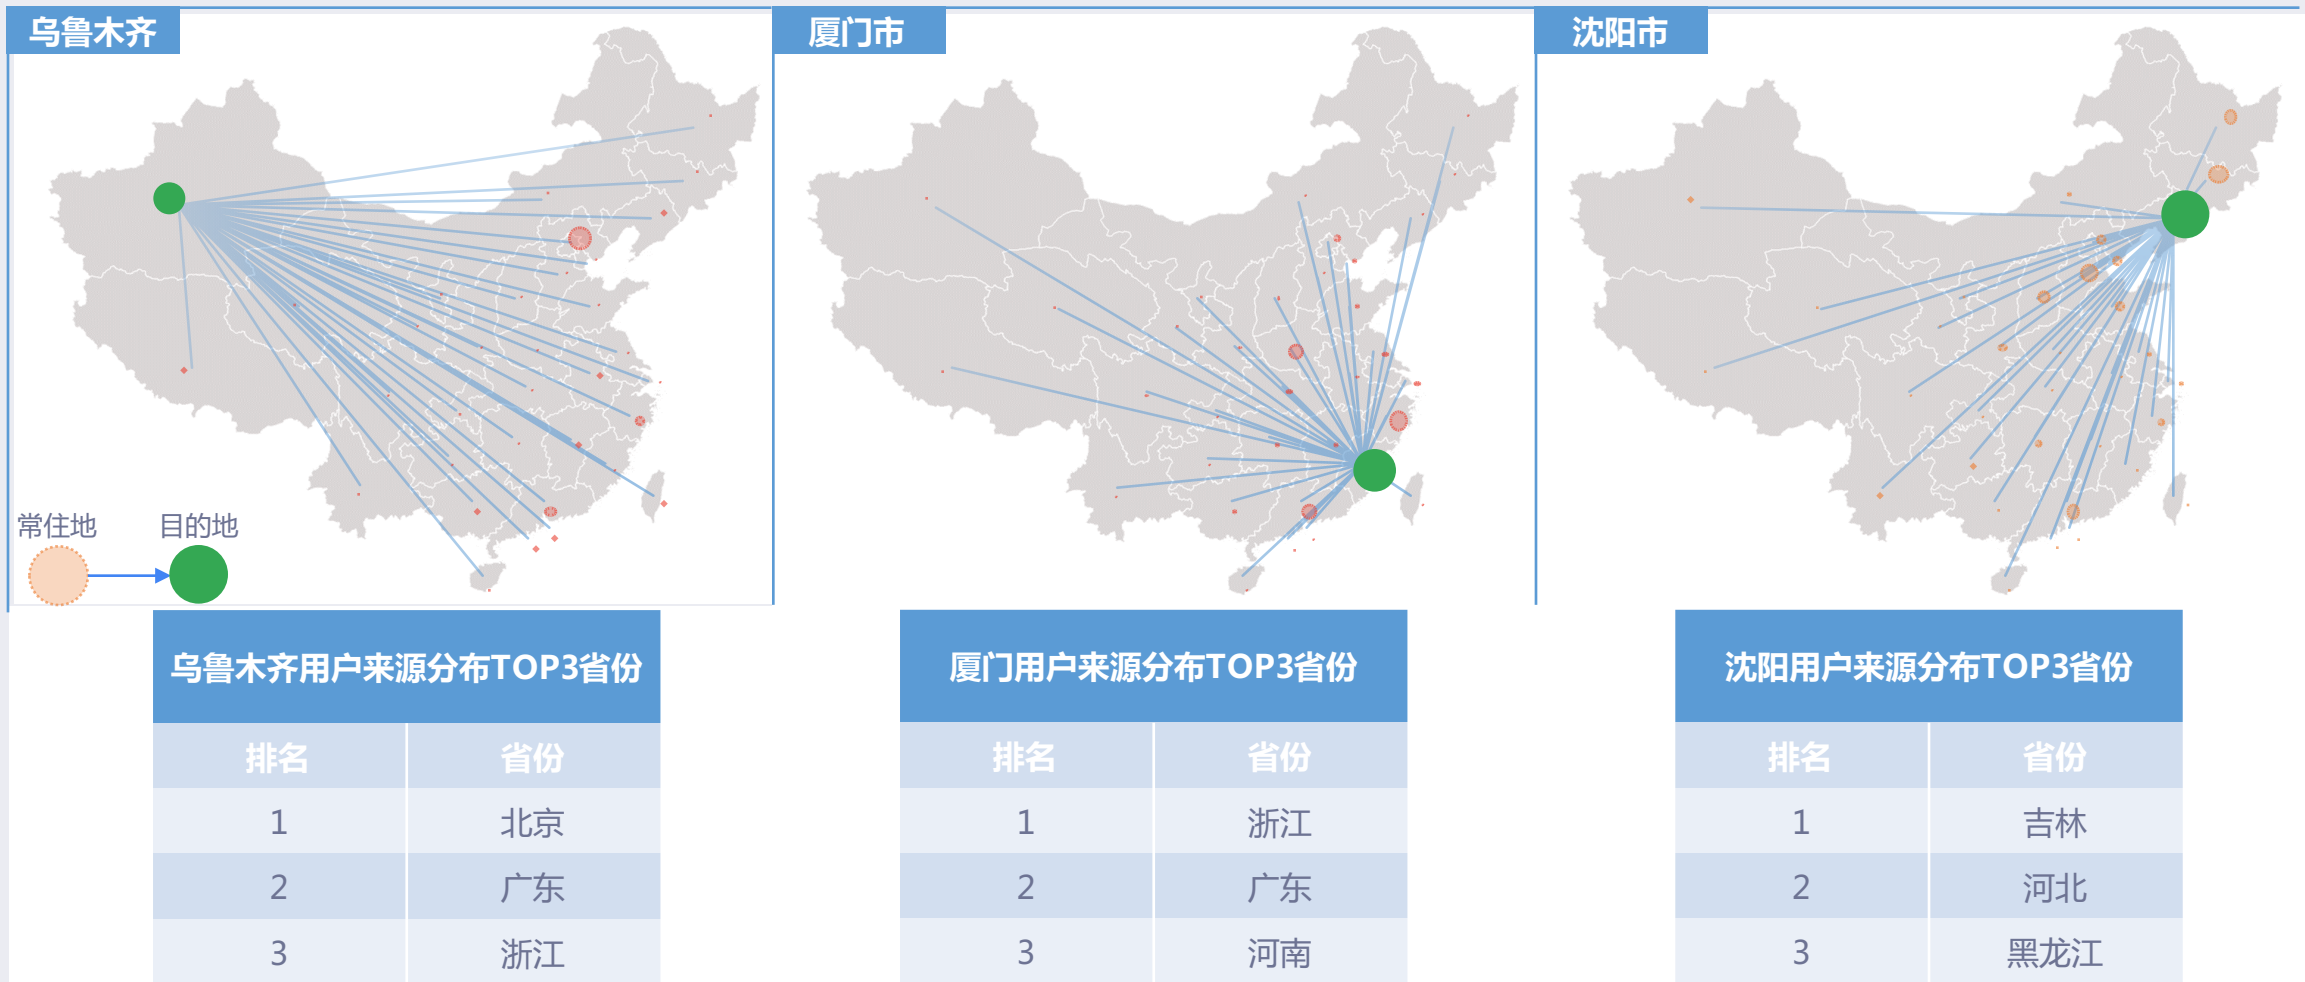 乌鲁木齐
厦门市
沈阳市
常住地
目的地
乌鲁木齐用户来源分布TOP3省份
排名 省份
1 北京
2 广东
3 浙江
厦门用户来源分布TOP3省份
排名 省份
1 浙江
2 广东
3 河南
沈阳用户来源分布TOP3省份
排名 省份
1 吉林
2 河北
3 黑龙江